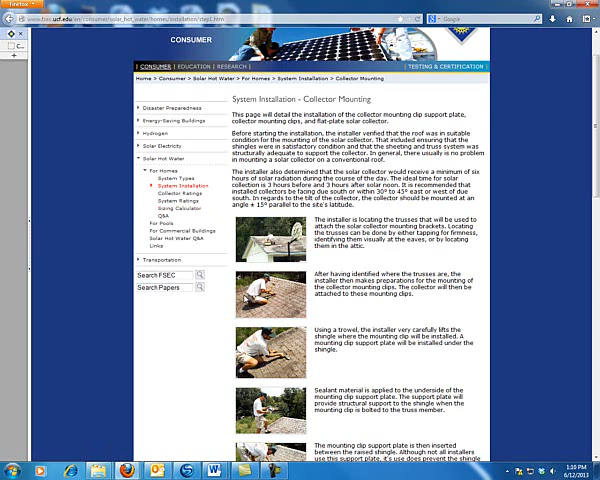 Firefox
www.fsec.ucf.edu/en/consumer/solar_hot_water/homes/installation/step1.htm
Google
CONSUMER
| CONSUMER | EDUCATION | RESEARCH |
| TESTING & CERTIFICATION |
Home > Consumer > Solar Hot Water > For Homes > System Installation > Collector Mounting
Disaster Preparedness
Energy-Saving Buildings
Hydrogen
Solar Electricity
Solar Hot Water
For Homes
System Types
System Installation
Collector Ratings
System Ratings
Sizing Calculator
Q&A
For Pools
For Commercial Buildings
Solar Hot Water Q&A
Links
Transportation
Search FSEC
Search Papers
System Installation - Collector Mounting
This page will detail the installation of the collector mounting clip support plate,
collector mounting clips, and flat-plate solar collector.
Before starting the installation, the installer verified that the roof was in suitable
condition for the mounting of the solar collector. That included ensuring that the
shingles were in satisfactory condition and that the sheeting and truss system was
structurally adequate to support the collector. In general, there usually is no problem
in mounting a solar collector on a conventional roof.
The installer also determined that the solar collector would receive a minimum of six
hours of solar radiation during the course of the day. The ideal time for solar
collection is 3 hours before and 3 hours after solar noon. It is recommended that
installed collectors be facing due south or within 30º to 45º east or west of due
south. In regards to the tilt of the collector, the collector should be mounted at an
angle ± 15º parallel to the site's latitude.
The installer is locating the trusses that will be used to
attach the solar collector mounting brackets. Locating
the trusses can be done by either tapping for firmness,
identifying them visually at the eaves, or by locating
them in the attic.
After having identified where the trusses are, the
installer then makes preparations for the mounting of
the collector mounting clips. The collector will then be
attached to these mounting clips.
Using a trowel, the installer very carefully lifts the
shingle where the mounting clip will be installed. A
mounting clip support plate will be installed under the
shingle.
Sealant material is applied to the underside of the
mounting clip support plate. The support plate will
provide structural support to the shingle when the
mounting clip is bolted to the truss member.
The mounting clip support plate is then inserted
between the raised shingle. Although not all installers
use this support plate, it's use does prevent the shingle
1:10 PM
6/12/2013